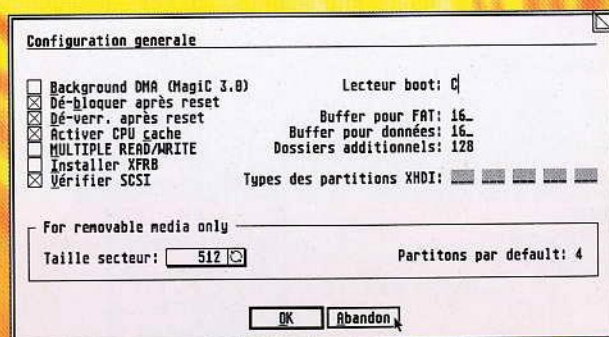 Configuration generale
Background DMA (MagiC 3.0)
Dé-bloquer après reset
Dé-verr. après reset
Activer CPU cache
MULTIPLE READ/WRITE
Installer XFRB
Vérifier SCSI
Lecteur boot: C
Buffer pour FAT: 16_
Buffer pour données: 16_
Dossiers additionnels: 128
Types des partitions XHDI:
For removable media only
Taille secteur: 512
Partitons par default: 4
OK
Abandon